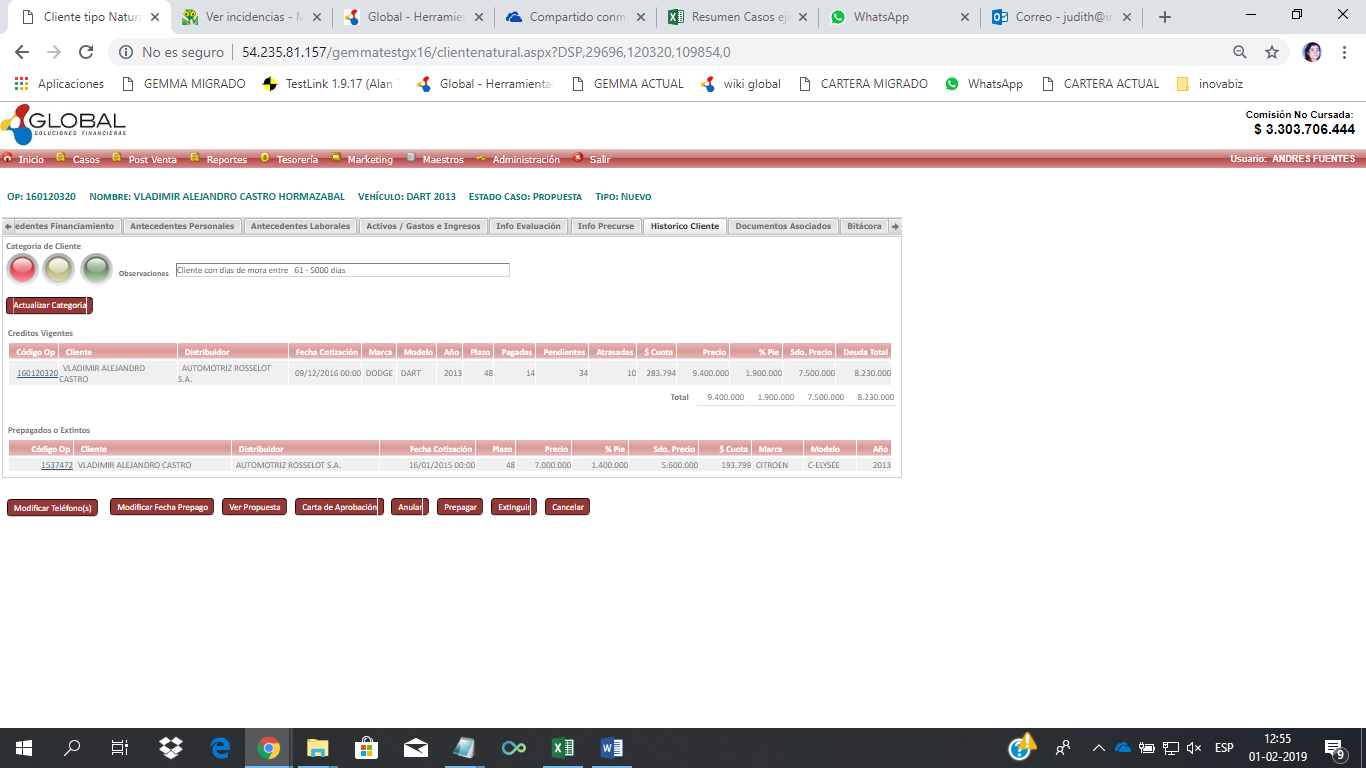 Cliente tipo Natura
Ver incidencias - M
Global - Herramien
Compartido conm
Resumen Casos eje
WhatsApp
Correo - judith@in
No es seguro | 54.235.81.157/gemmatestgx16/clientenatural.aspx?DSP,29696,120320,109854,0
Aplicaciones GEMMA MIGRADO TestLink 1.9.17 (Alan Global - Herramienta: GEMMA ACTUAL wiki global CARTERA MIGRADO WhatsApp CARTERA ACTUAL inovabiz
GLOBAL
SOLUCIONES FINANCIERAS
Comisión No Cursada:
$ 3.303.706.444
Inicio Casos Post Venta Reportes Tesorería Marketing Maestros Administración Salir Usuario: ANDRES FUENTES
Op: 160120320 Nombre: VLADIMIR ALEJANDRO CASTRO HORMAZABAL Vehículo: DART 2013 Estado Caso: Propuesta Tipo: Nuevo
edentes Financiamiento Antecedentes Personales Antecedentes Laborales Activos / Gastos e Ingresos Info Evaluación Info Precurse Historico Cliente Documentos Asociados Bitácora
Categoria de Cliente
Observaciones Cliente con dias de mora entre 61 - 5000 dias
Actualizar Categoria
Creditos Vigentes
Código Op Cliente Distribuidor Fecha Cotización Marca Modelo Año Plazo Pagadas Pendientes Atrasadas $ Cuota Precio % Pie Sdo. Precio Deuda Total
160120320 VLADIMIR ALEJANDRO CASTRO AUTOMOTRIZ ROSSELOT S.A. 09/12/2016 00:00 DODGE DART 2013 48 14 34 10 283.794 9.400.000 1.900.000 7.500.000 8.230.000
Total 9.400.000 1.900.000 7.500.000 8.230.000
Prepagados o Extintos
Código Op Cliente Distribuidor Fecha Cotización Plazo Precio % Pie Sdo. Precio $ Cuota Marca Modelo Año
1537472 VLADIMIR ALEJANDRO CASTRO AUTOMOTRIZ ROSSELOT S.A. 16/01/2015 00:00 48 7.000.000 1.400.000 5.600.000 193.799 CITROEN C-ELYSÉE 2013
Modificar Teléfono(s) Modificar Fecha Prepago Ver Propuesta Carta de Aprobación Anular Prepagar Extinguir Cancelar
ESP
12:55
01-02-2019
9